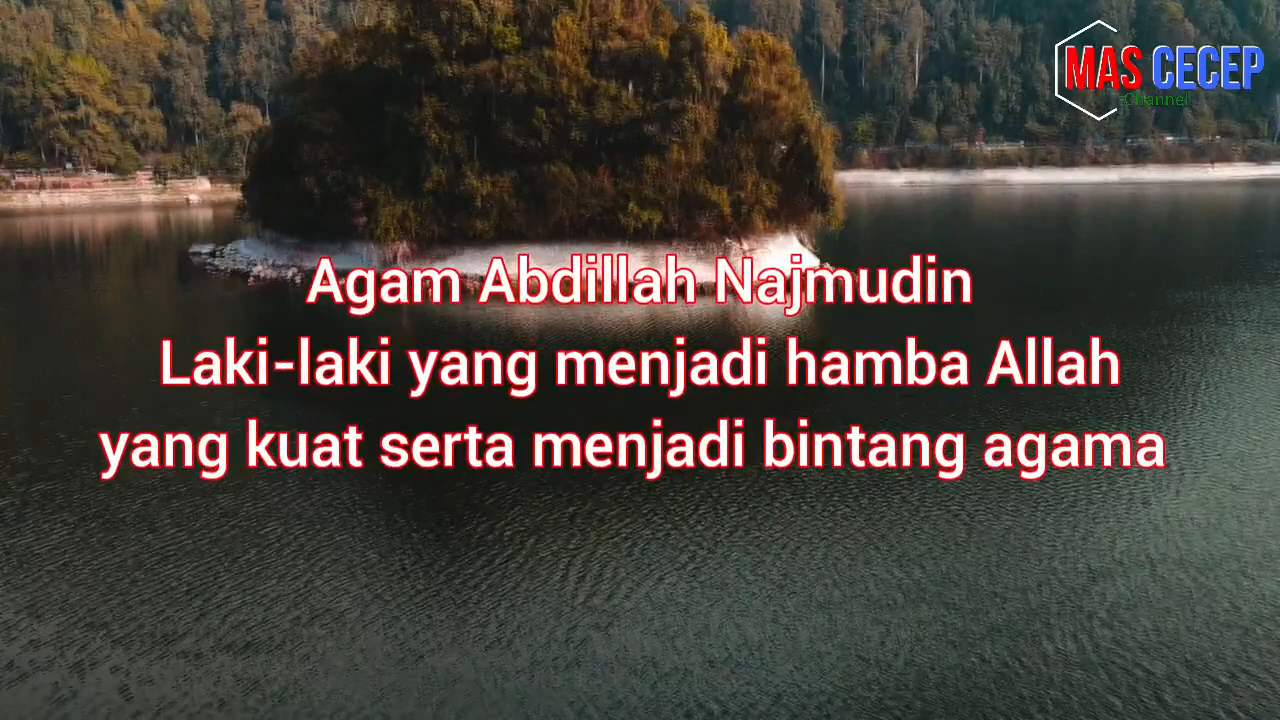 MAS CECEP
Channel
Agam Abdillah Najmudin
Laki-laki yang menjadi hamba Allah
yang kuat serta menjadi bintang agama